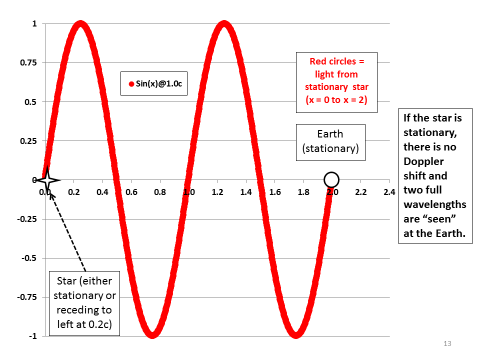 1
0.75
0.5
0.25
0
-0.25
-0.5
-0.75
-1
0.0 0.2 0.4 0.6 0.8 1.0 1.2 1.4 1.6 1.8 2.0 2.2 2.4
Sin(x)@1.0c
Red circles =
light from
stationary star
(x = 0 to x = 2)
Earth
(stationary)
If the star is
stationary,
there is no
Doppler
shift and
two full
wavelengths
are “seen”
at the Earth.
Star (either
stationary or
receding to
left at 0.2c)
13